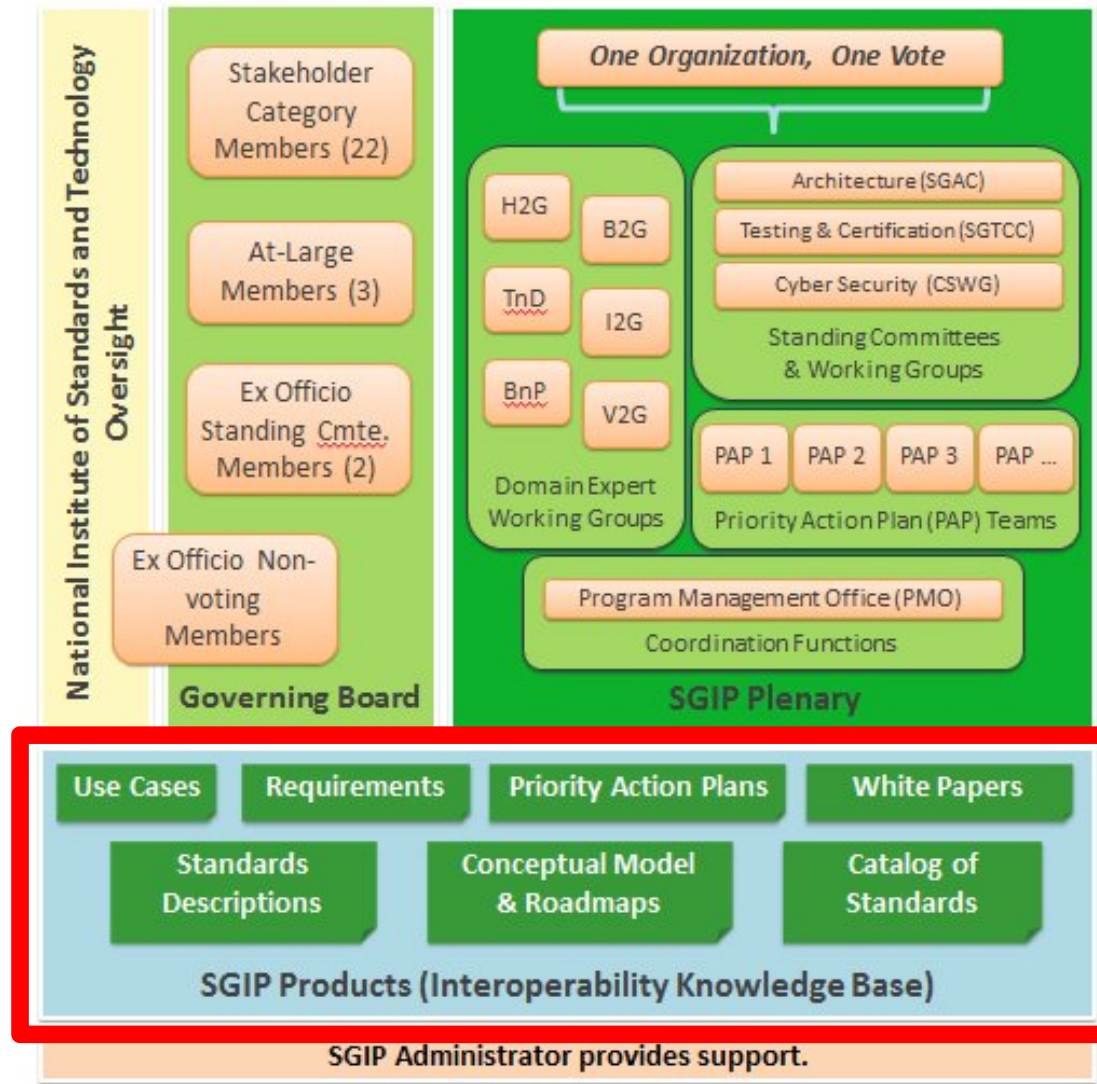 National Institute of Standards and Technology
Oversight
Stakeholder
Category
Members (22)
At-Large
Members (3)
Ex Officio
Standing Cmte.
Members (2)
Ex Officio Non-
voting
Members
Governing Board
One Organization, One Vote
H2G
B2G
TnD
I2G
BnP
V2G
Domain Expert
Working Groups
Architecture (SGAC)
Testing & Certification (SGTCC)
Cyber Security (CSWG)
Standing Committees
& Working Groups
PAP 1 PAP 2 PAP 3 PAP ...
Priority Action Plan (PAP) Teams
Program Management Office (PMO)
Coordination Functions
SGIP Plenary
Use Cases Requirements Priority Action Plans White Papers
Standards
Descriptions
Conceptual Model
& Roadmaps
Catalog of
Standards
SGIP Products (Interoperability Knowledge Base)
SGIP Administrator provides support.